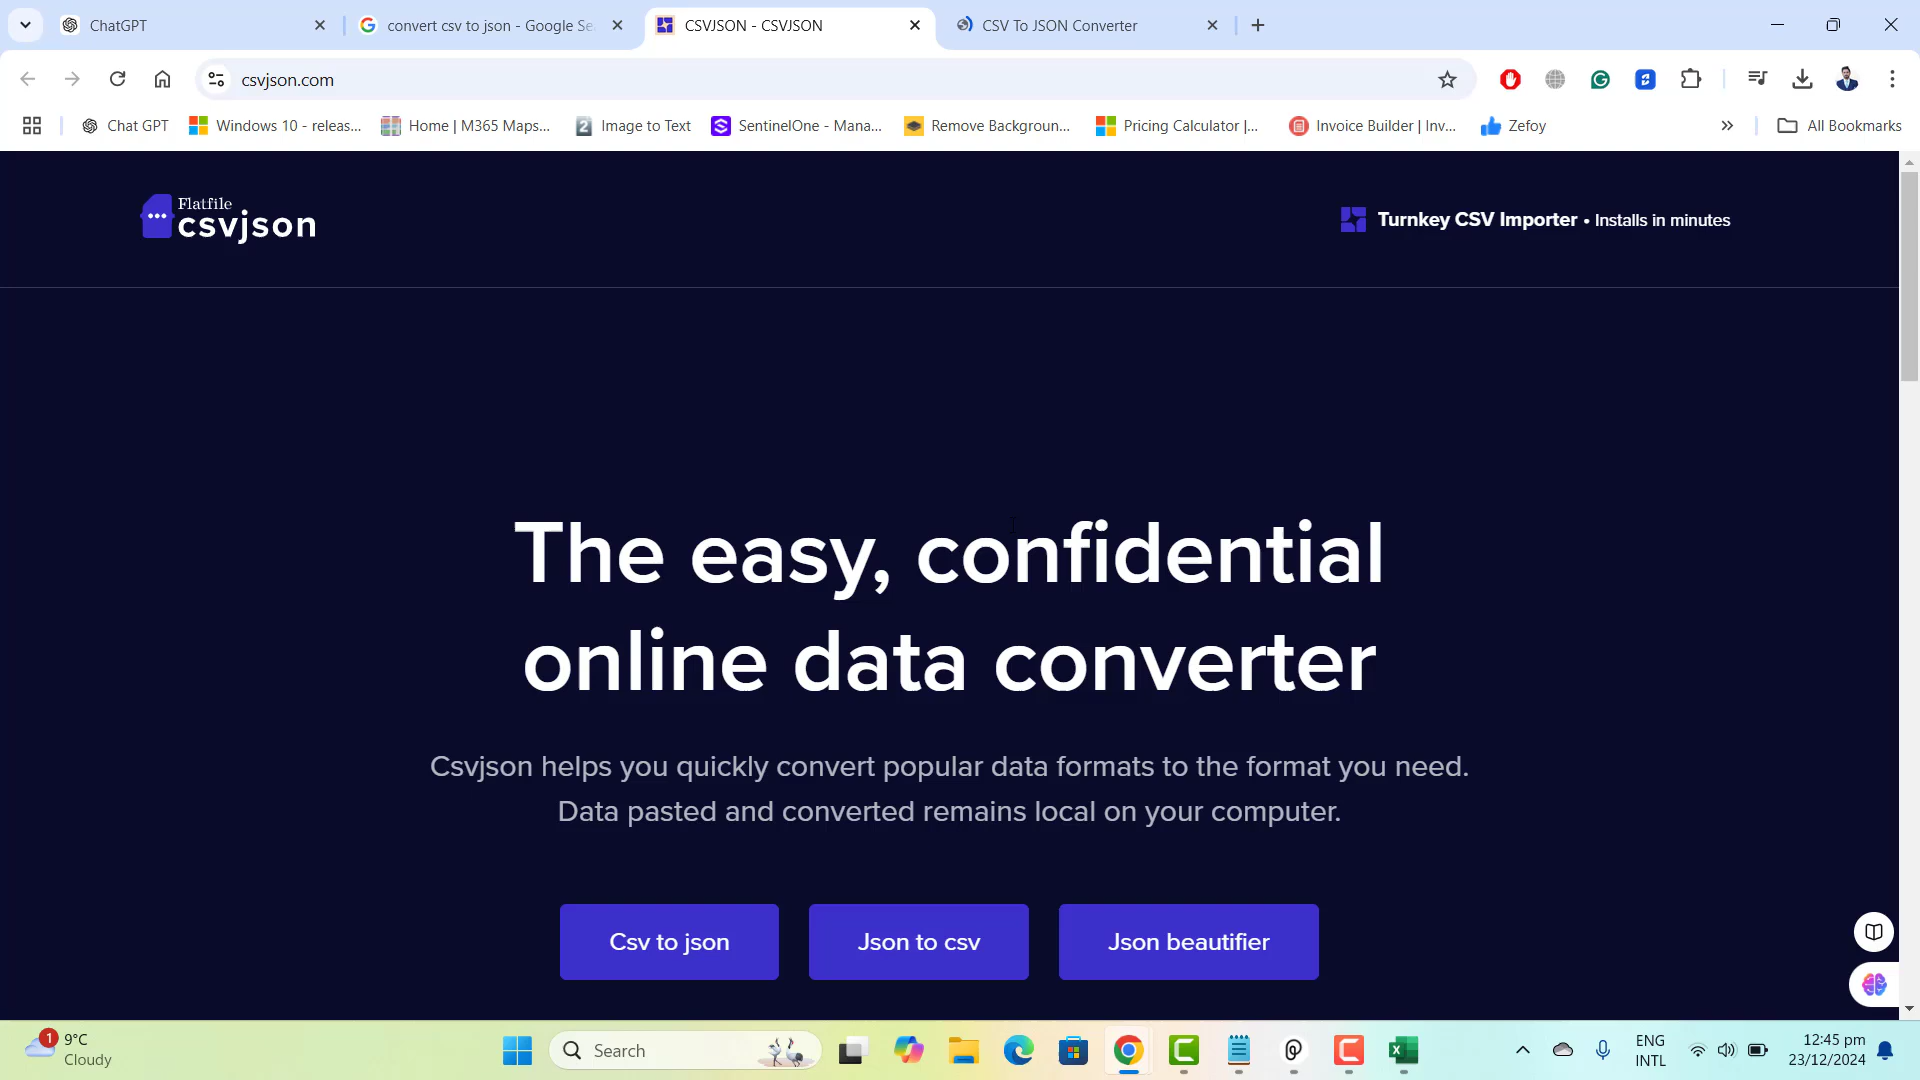 ChatGPT
convert csv to json - Google Se
CSVJSON - CSVJSON
CSV To JSON Converter
csvjson.com
Chat GPT
Windows 10 - releas...
Home | M365 Maps...
Image to Text
SentinelOne - Mana...
Remove Backgroun...
Pricing Calculator |...
Invoice Builder | Inv...
Zefoy
All Bookmarks
Flatfile
csvjson
Turnkey CSV Importer • Installs in minutes
The easy, confidential
online data converter
Csvjson helps you quickly convert popular data formats to the format you need.
Data pasted and converted remains local on your computer.
Csv to json
Json to csv
Json beautifier
1
9°C
Cloudy
Search
ENG
INTL
12:45 pm
23/12/2024